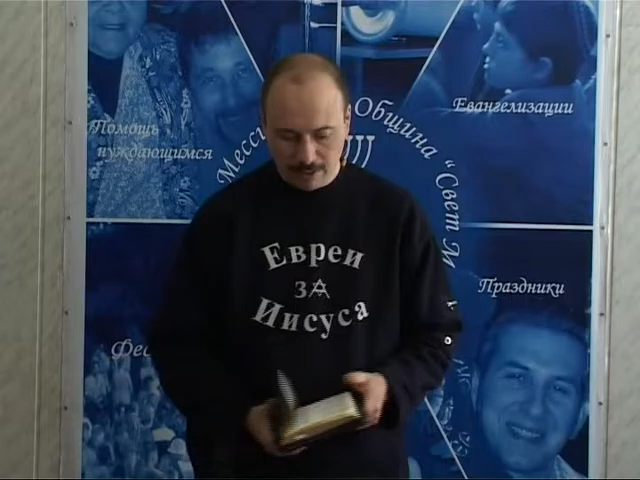 Помощь
нуждающимся
Община "Свет М
Евангелизации
Евреи
за
Иисуса
Праздники